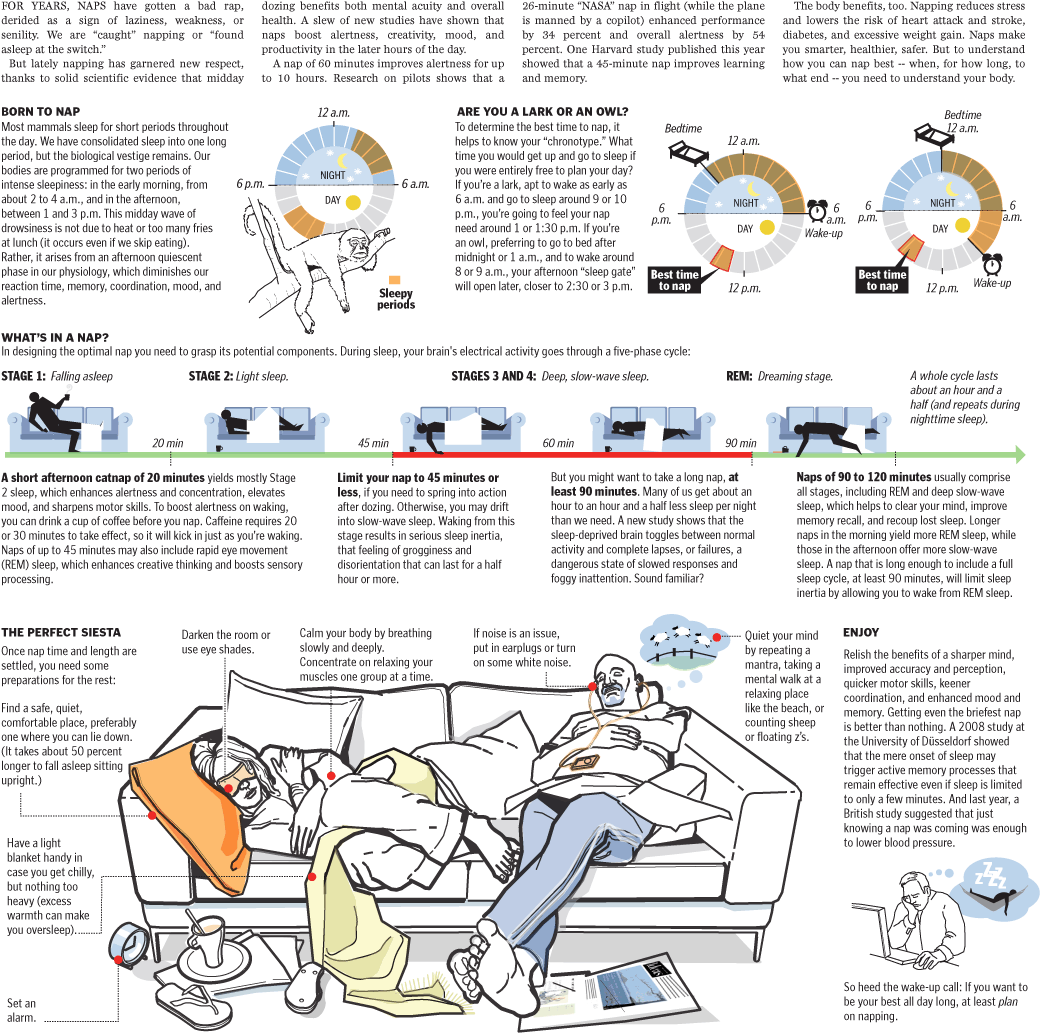 FOR YEARS, NAPS have gotten a bad rap,
derided as a sign of laziness, weakness, or
senility. We are “caught” napping or “found
asleep at the switch.”
But lately napping has garnered new respect,
thanks to solid scientific evidence that midday
dozing benefits both mental acuity and overall
health. A slew of new studies have shown that
naps boost alertness, creativity, mood, and
productivity in the later hours of the day.
A nap of 60 minutes improves alertness for up
to 10 hours. Research on pilots shows that a
26-minute “NASA” nap in flight (while the plane
is manned by a copilot) enhanced performance
by 34 percent and overall alertness by 54
percent. One Harvard study published this year
showed that a 45-minute nap improves learning
and memory.
The body benefits, too. Napping reduces stress
and lowers the risk of heart attack and stroke,
diabetes, and excessive weight gain. Naps make
you smarter, healthier, safer. But to understand
how you can nap best -- when, for how long, to
what end -- you need to understand your body.
BORN TO NAP
Most mammals sleep for short periods throughout
the day. We have consolidated sleep into one long
period, but the biological vestige remains. Our
bodies are programmed for two periods of
intense sleepiness: in the early morning, from
about 2 to 4 a.m., and in the afternoon,
between 1 and 3 p.m. This midday wave of
drowsiness is not due to heat or too many fries
at lunch (it occurs even if we skip eating).
Rather, it arises from an afternoon quiescent
phase in our physiology, which diminishes our
reaction time, memory, coordination, mood, and
alertness.
12 a.m.
6 p.m.
6 a.m.
NIGHT
DAY
Sleepy
periods
ARE YOU A LARK OR AN OWL?
To determine the best time to nap, it
helps to know your “chronotype.” What
time you would get up and go to sleep if
you were entirely free to plan your day?
If you're a lark, apt to wake as early as
6 a.m. and go to sleep around 9 or 10
p.m., you're going to feel your nap
need around 1 or 1:30 p.m. If you're
an owl, preferring to go to bed after
midnight or 1 a.m., and to wake around
8 or 9 a.m., your afternoon “sleep gate”
will open later, closer to 2:30 or 3 p.m.
Bedtime
12 a.m.
NIGHT
6
p.m.
6
a.m.
Wake-up
DAY
Best time
to nap
12 p.m.
Bedtime
12 a.m.
NIGHT
6
p.m.
6
a.m.
DAY
Best time
to nap
12 p.m.
Wake-up
WHAT'S IN A NAP?
In designing the optimal nap you need to grasp its potential components. During sleep, your brain's electrical activity goes through a five-phase cycle:
STAGE 1: Falling asleep
STAGE 2: Light sleep.
STAGES 3 AND 4: Deep, slow-wave sleep.
REM: Dreaming stage.
A whole cycle lasts
about an hour and a
half (and repeats during
nighttime sleep).
20 min
45 min
60 min
90 min
A short afternoon catnap of 20 minutes yields mostly Stage
2 sleep, which enhances alertness and concentration, elevates
mood, and sharpens motor skills. To boost alertness on waking,
you can drink a cup of coffee before you nap. Caffeine requires 20
or 30 minutes to take effect, so it will kick in just as you're waking.
Naps of up to 45 minutes may also include rapid eye movement
(REM) sleep, which enhances creative thinking and boosts sensory
processing.
Limit your nap to 45 minutes or
less, if you need to spring into action
after dozing. Otherwise, you may drift
into slow-wave sleep. Waking from this
stage results in serious sleep inertia,
that feeling of grogginess and
disorientation that can last for a half
hour or more.
But you might want to take a long nap, at
least 90 minutes. Many of us get about an
hour to an hour and a half less sleep per night
than we need. A new study shows that the
sleep-deprived brain toggles between normal
activity and complete lapses, or failures, a
dangerous state of slowed responses and
foggy inattention. Sound familiar?
Naps of 90 to 120 minutes usually comprise
all stages, including REM and deep slow-wave
sleep, which helps to clear your mind, improve
memory recall, and recoup lost sleep. Longer
naps in the morning yield more REM sleep, while
those in the afternoon offer more slow-wave
sleep. A nap that is long enough to include a full
sleep cycle, at least 90 minutes, will limit sleep
inertia by allowing you to wake from REM sleep.
THE PERFECT SIESTA
Once nap time and length are
settled, you need some
preparations for the rest:
Find a safe, quiet,
comfortable place, preferably
one where you can lie down.
(It takes about 50 percent
longer to fall asleep sitting
upright.)
Darken the room or
use eye shades.
Calm your body by breathing
slowly and deeply.
Concentrate on relaxing your
muscles one group at a time.
If noise is an issue,
put in earplugs or turn
on some white noise.
Quiet your mind
by repeating a
mantra, taking a
mental walk at a
relaxing place
like the beach, or
counting sheep
or floating z's.
Have a light
blanket handy in
case you get chilly,
but nothing too
heavy (excess
warmth can make
you oversleep).
Set an
alarm.
ENJOY
Relish the benefits of a sharper mind,
improved accuracy and perception,
quicker motor skills, keener
coordination, and enhanced mood and
memory. Getting even the briefest nap
is better than nothing. A 2008 study at
the University of Düsseldorf showed
that the mere onset of sleep may
trigger active memory processes that
remain effective even if sleep is limited
to only a few minutes. And last year, a
British study suggested that just
knowing a nap was coming was enough
to lower blood pressure.
zZZzZ
So heed the wake-up call: If you want to
be your best all day long, at least plan
on napping.